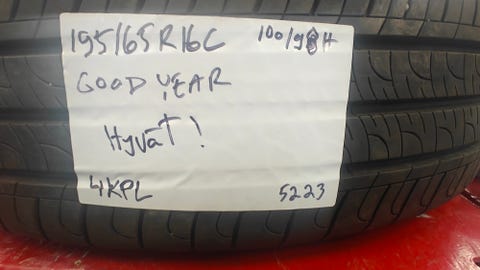 195/65R16C 100/98H
GOOD YEAR
Hyvät!
4KPL 5223